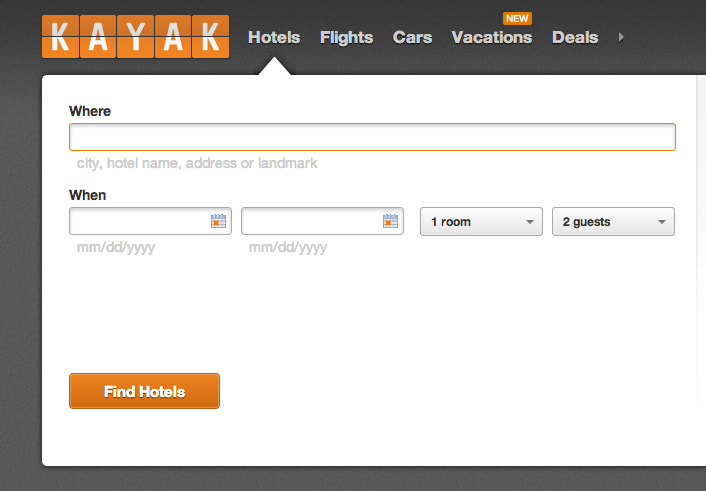 NEW
KAYAK Hotels Flights Cars Vacations Deals
Where
city, hotel name, address or landmark
When
1 room 2 guests
mm/dd/yyyy mm/dd/yyyy
Find Hotels